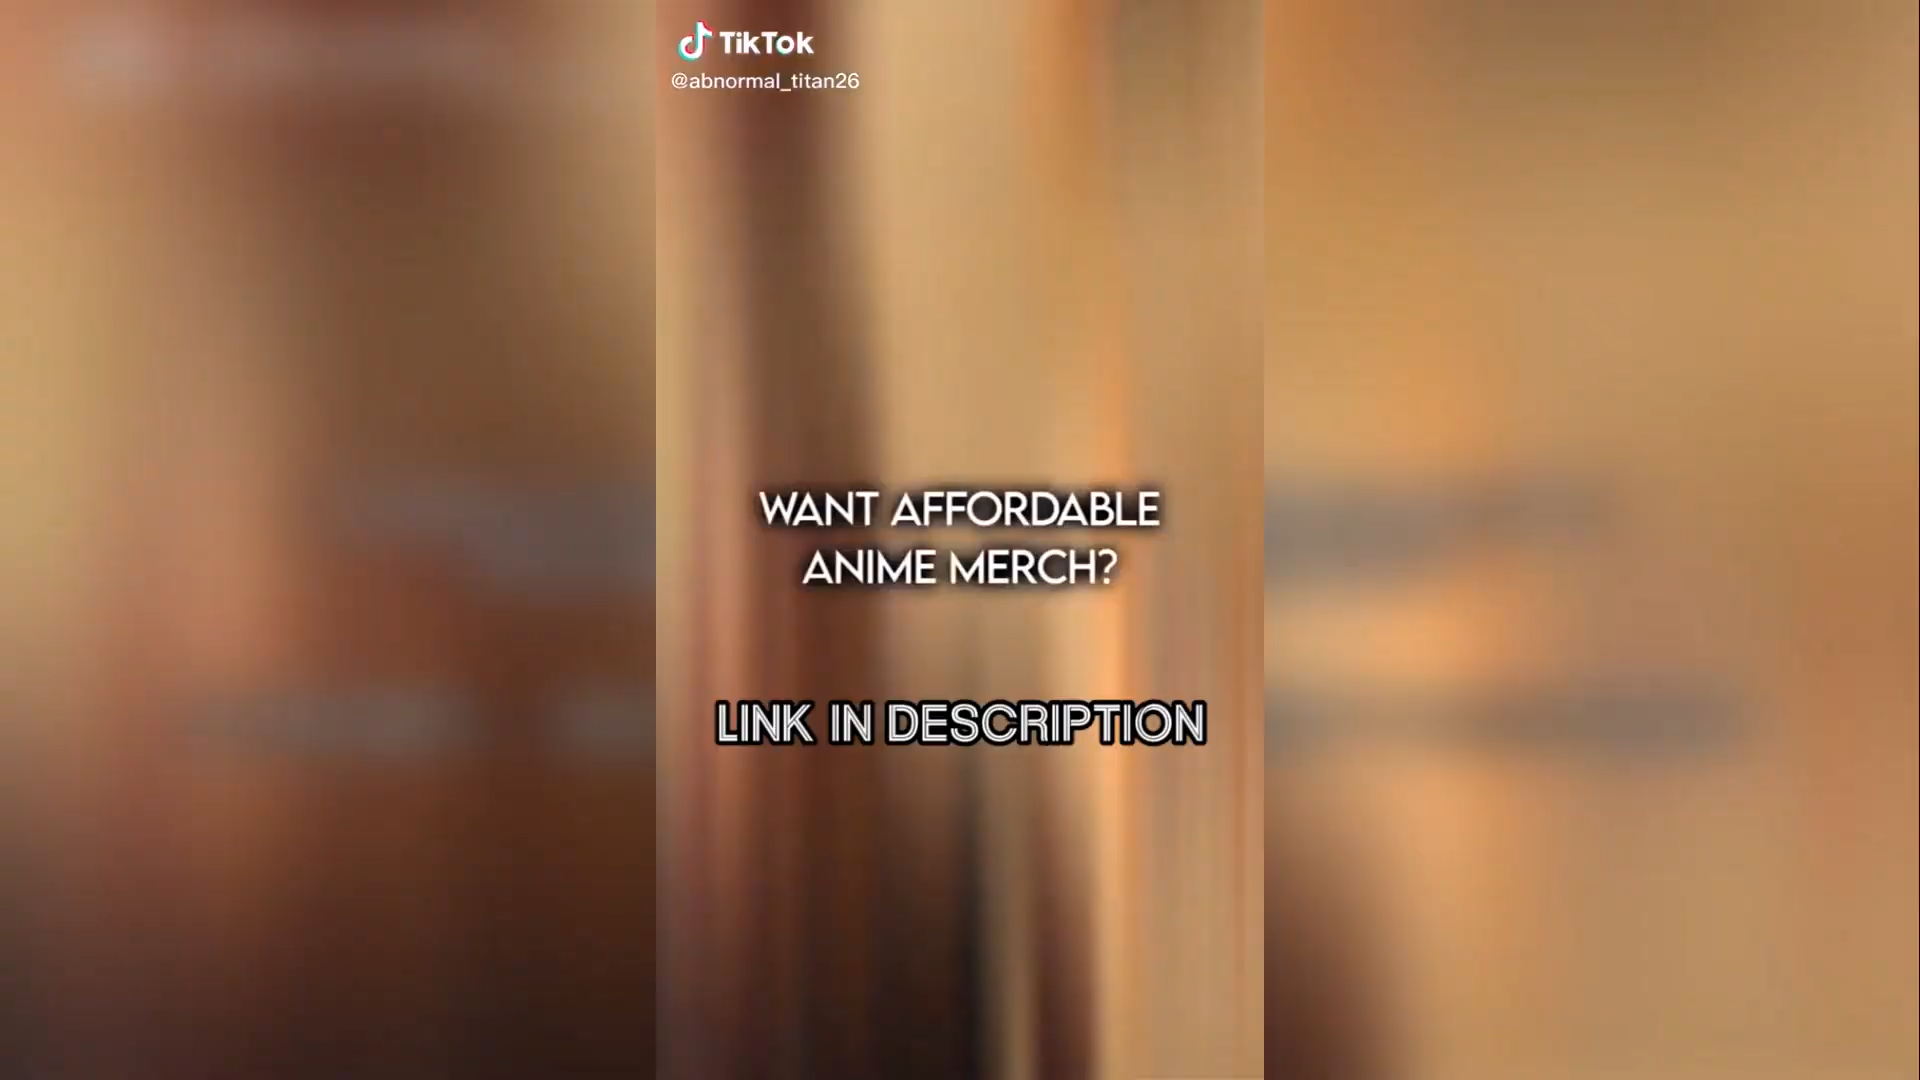 TikTok
@abnormal_titan26
WANT AFFORDABLE
ANIME MERCH?
LINK IN DESCRIPTION